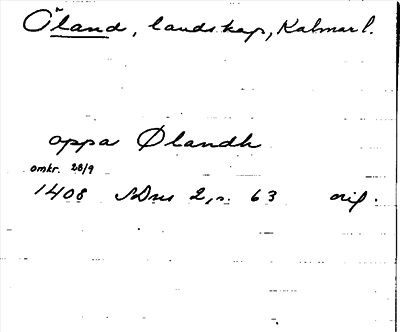 Öland, landskap, Kalmar l.
oppa Ølandh
omkr. 28/9
1408 SDns 2, s. 63 orig.